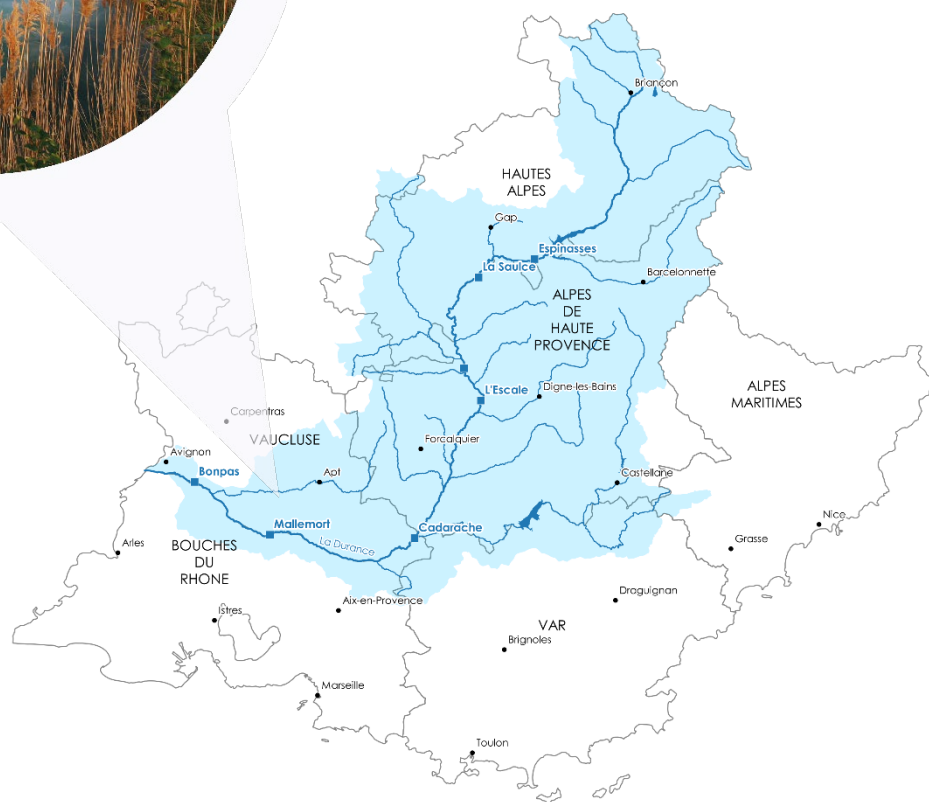 Briançon
HAUTES
ALPES
Gap
Espinasses
La Saulce
Barcelonnette
ALPES
DE
HAUTE
PROVENCE
L'Escale
Digne-les-Bains
ALPES
MARITIMES
Carpentras
VAUCLUSE
Forcalquier
Avignon
Bonpas
Apt
Castellane
Mallemort
Cadarache
La Durance
Nice
Grasse
Arles
BOUCHES
DU
RHONE
Aix-en-Provence
Draguignan
Istres
VAR
Brignoles
Marseille
Toulon